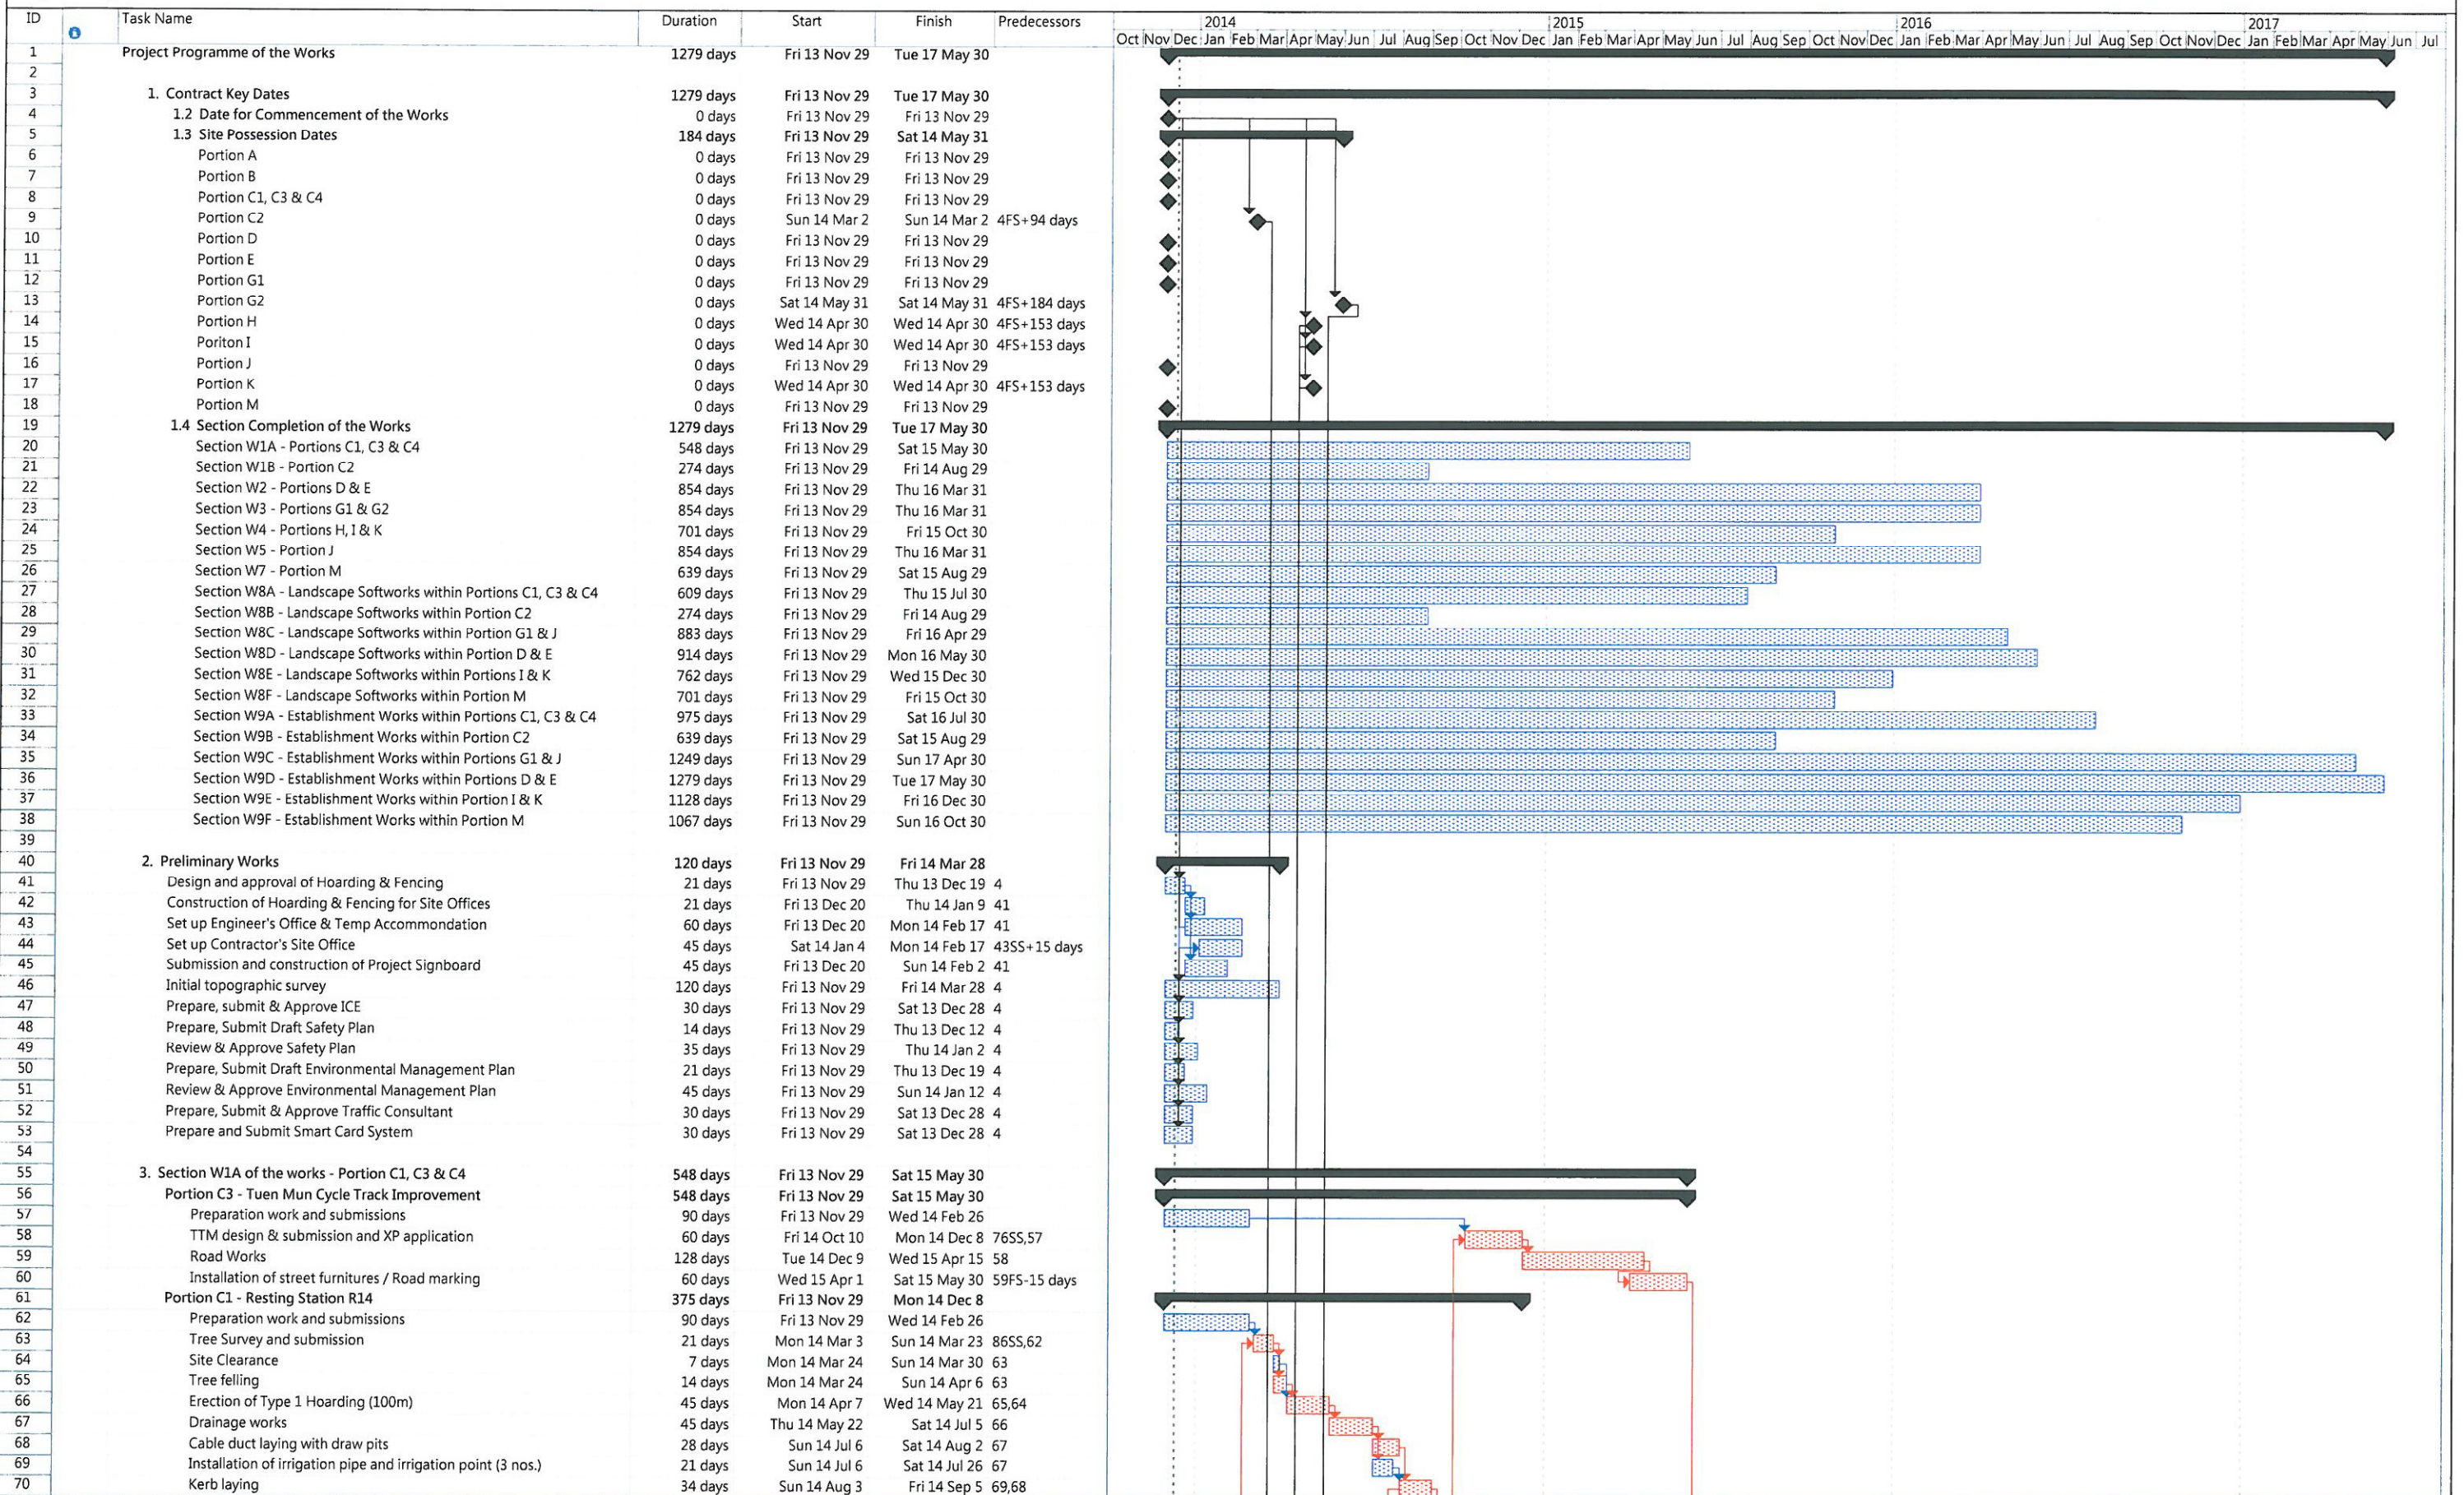 ID Task Name Duration Start Finish Predecessors 2014 2015 2016 2017
Oct Nov Dec Jan Feb Mar Apr May Jun Jul Aug Sep Oct Nov Dec Jan Feb Mar Apr May Jun Jul Aug Sep Oct Nov Dec Jan Feb Mar Apr May Jun Jul Aug Sep Oct Nov Dec Jan Feb Mar Apr May Jun Jul
1 Project Programme of the Works 1279 days Fri 13 Nov 29 Tue 17 May 30
2
3 1. Contract Key Dates 1279 days Fri 13 Nov 29 Tue 17 May 30
4 1.2 Date for Commencement of the Works 0 days Fri 13 Nov 29 Fri 13 Nov 29
5 1.3 Site Possession Dates 184 days Fri 13 Nov 29 Sat 14 May 31
6 Portion A 0 days Fri 13 Nov 29 Fri 13 Nov 29
7 Portion B 0 days Fri 13 Nov 29 Fri 13 Nov 29
8 Portion C1, C3 & C4 0 days Fri 13 Nov 29 Fri 13 Nov 29
9 Portion C2 0 days Sun 14 Mar 2 Sun 14 Mar 2 4FS+94 days
10 Portion D 0 days Fri 13 Nov 29 Fri 13 Nov 29
11 Portion E 0 days Fri 13 Nov 29 Fri 13 Nov 29
12 Portion G1 0 days Fri 13 Nov 29 Fri 13 Nov 29
13 Portion G2 0 days Sat 14 May 31 Sat 14 May 31 4FS+184 days
14 Portion H 0 days Wed 14 Apr 30 Wed 14 Apr 30 4FS+153 days
15 Poriton I 0 days Wed 14 Apr 30 Wed 14 Apr 30 4FS+153 days
16 Portion J 0 days Fri 13 Nov 29 Fri 13 Nov 29
17 Portion K 0 days Wed 14 Apr 30 Wed 14 Apr 30 4FS+153 days
18 Portion M 0 days Fri 13 Nov 29 Fri 13 Nov 29
19 1.4 Section Completion of the Works 1279 days Fri 13 Nov 29 Tue 17 May 30
20 Section W1A - Portions C1, C3 & C4 548 days Fri 13 Nov 29 Sat 15 May 30
21 Section W1B - Portion C2 274 days Fri 13 Nov 29 Fri 14 Aug 29
22 Section W2 - Portions D & E 854 days Fri 13 Nov 29 Thu 16 Mar 31
23 Section W3 - Portions G1 & G2 854 days Fri 13 Nov 29 Thu 16 Mar 31
24 Section W4 - Portions H, I & K 701 days Fri 13 Nov 29 Fri 15 Oct 30
25 Section W5 - Portion J 854 days Fri 13 Nov 29 Thu 16 Mar 31
26 Section W7 - Portion M 639 days Fri 13 Nov 29 Sat 15 Aug 29
27 Section W8A - Landscape Softworks within Portions C1, C3 & C4 609 days Fri 13 Nov 29 Thu 15 Jul 30
28 Section W8B - Landscape Softworks within Portion C2 274 days Fri 13 Nov 29 Fri 14 Aug 29
29 Section W8C - Landscape Softworks within Portion G1 & J 883 days Fri 13 Nov 29 Fri 16 Apr 29
30 Section W8D - Landscape Softworks within Portion D & E 914 days Fri 13 Nov 29 Mon 16 May 30
31 Section W8E - Landscape Softworks within Portions I & K 762 days Fri 13 Nov 29 Wed 15 Dec 30
32 Section W8F - Landscape Softworks within Portion M 701 days Fri 13 Nov 29 Fri 15 Oct 30
33 Section W9A - Establishment Works within Portions C1, C3 & C4 975 days Fri 13 Nov 29 Sat 16 Jul 30
34 Section W9B - Establishment Works within Portion C2 639 days Fri 13 Nov 29 Sat 15 Aug 29
35 Section W9C - Establishment Works within Portions G1 & J 1249 days Fri 13 Nov 29 Sun 17 Apr 30
36 Section W9D - Establishment Works within Portions D & E 1279 days Fri 13 Nov 29 Tue 17 May 30
37 Section W9E - Establishment Works within Portion I & K 1128 days Fri 13 Nov 29 Fri 16 Dec 30
38 Section W9F - Establishment Works within Portion M 1067 days Fri 13 Nov 29 Sun 16 Oct 30
39
40 2. Preliminary Works 120 days Fri 13 Nov 29 Fri 14 Mar 28
41 Design and approval of Hoarding & Fencing 21 days Fri 13 Nov 29 Thu 13 Dec 19 4
42 Construction of Hoarding & Fencing for Site Offices 21 days Fri 13 Dec 20 Thu 14 Jan 9 41
43 Set up Engineer's Office & Temp Accommodation 60 days Fri 13 Dec 20 Mon 14 Feb 17 41
44 Set up Contractor's Site Office 45 days Sat 14 Jan 4 Mon 14 Feb 17 43SS+15 days
45 Submission and construction of Project Signboard 45 days Fri 13 Dec 20 Sun 14 Feb 2 41
46 Initial topographic survey 120 days Fri 13 Nov 29 Fri 14 Mar 28 4
47 Prepare, submit & Approve ICE 30 days Fri 13 Nov 29 Sat 13 Dec 28 4
48 Prepare, Submit Draft Safety Plan 14 days Fri 13 Nov 29 Thu 13 Dec 12 4
49 Review & Approve Safety Plan 35 days Fri 13 Nov 29 Thu 14 Jan 2 4
50 Prepare, Submit Draft Environmental Management Plan 21 days Fri 13 Nov 29 Thu 13 Dec 19 4
51 Review & Approve Environmental Management Plan 45 days Fri 13 Nov 29 Sun 14 Jan 12 4
52 Prepare, Submit & Approve Traffic Consultant 30 days Fri 13 Nov 29 Sat 13 Dec 28 4
53 Prepare and Submit Smart Card System 30 days Fri 13 Nov 29 Sat 13 Dec 28 4
54
55 3. Section W1A of the works - Portion C1, C3 & C4 548 days Fri 13 Nov 29 Sat 15 May 30
56 Portion C3 - Tuen Mun Cycle Track Improvement 548 days Fri 13 Nov 29 Sat 15 May 30
57 Preparation work and submissions 90 days Fri 13 Nov 29 Wed 14 Feb 26
58 TTM design & submission and XP application 60 days Fri 14 Oct 10 Mon 14 Dec 8 76SS,57
59 Road Works 128 days Tue 14 Dec 9 Wed 15 Apr 15 58
60 Installation of street furnitures / Road marking 60 days Wed 15 Apr 1 Sat 15 May 30 59FS-15 days
61 Portion C1 - Resting Station R14 375 days Fri 13 Nov 29 Mon 14 Dec 8
62 Preparation work and submissions 90 days Fri 13 Nov 29 Wed 14 Feb 26
63 Tree Survey and submission 21 days Mon 14 Mar 3 Sun 14 Mar 23 86SS,62
64 Site Clearance 7 days Mon 14 Mar 24 Sun 14 Mar 30 63
65 Tree felling 14 days Mon 14 Mar 24 Sun 14 Apr 6 63
66 Erection of Type 1 Hoarding (100m) 45 days Mon 14 Apr 7 Wed 14 May 21 65,64
67 Drainage works 45 days Thu 14 May 22 Sat 14 Jul 5 66
68 Cable duct laying with draw pits 28 days Sun 14 Jul 6 Sat 14 Aug 2 67
69 Installation of irrigation pipe and irrigation point (3 nos.) 21 days Sun 14 Jul 6 Sat 14 Jul 26 67
70 Kerb laying 34 days Sun 14 Aug 3 Fri 14 Sep 5 69,68